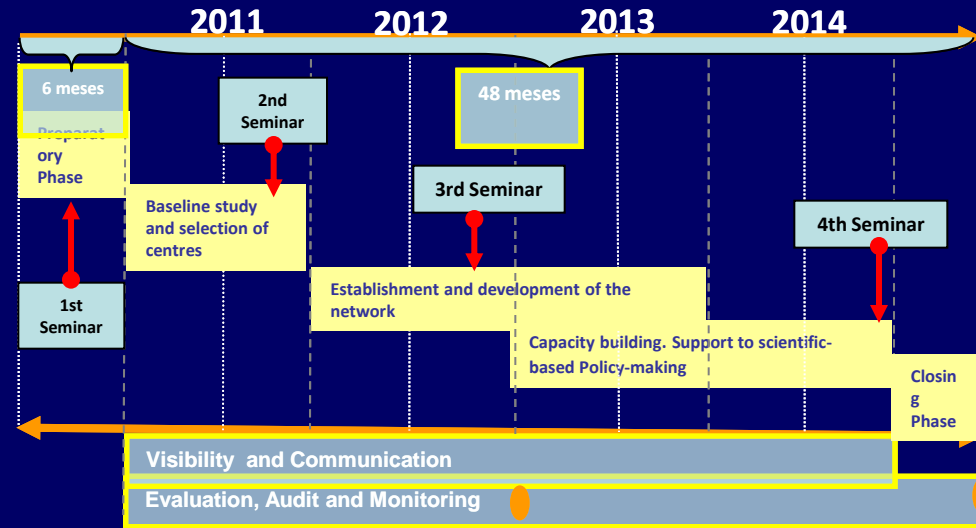 2011 2012 2013 2014
6 meses
48 meses
2nd
Seminar
Preparat
ory
Phase
3rd Seminar
Baseline study
and selection of
centres
4th Seminar
1st
Seminar
Establishment and development of the
network
Capacity building. Support to scientific-
based Policy-making
Closin
g
Phase
Visibility and Communication
Evaluation, Audit and Monitoring